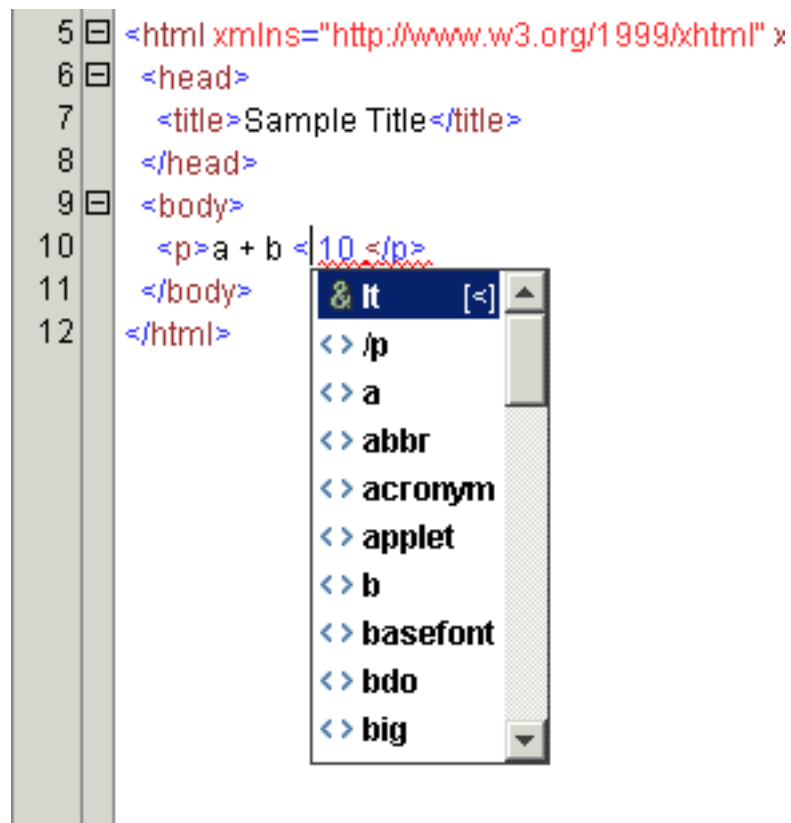 5 <html xmlns="http://www.w3.org/1999/xhtml" x
6 <head>
7 <title>Sample Title</title>
8 </head>
9 <body>
10 <p>a + b < 10 </p>
11 </body>
12 </html>
& lt [<]
<> /p
<> a
<> abbr
<> acronym
<> applet
<> b
<> basefont
<> bdo
<> big